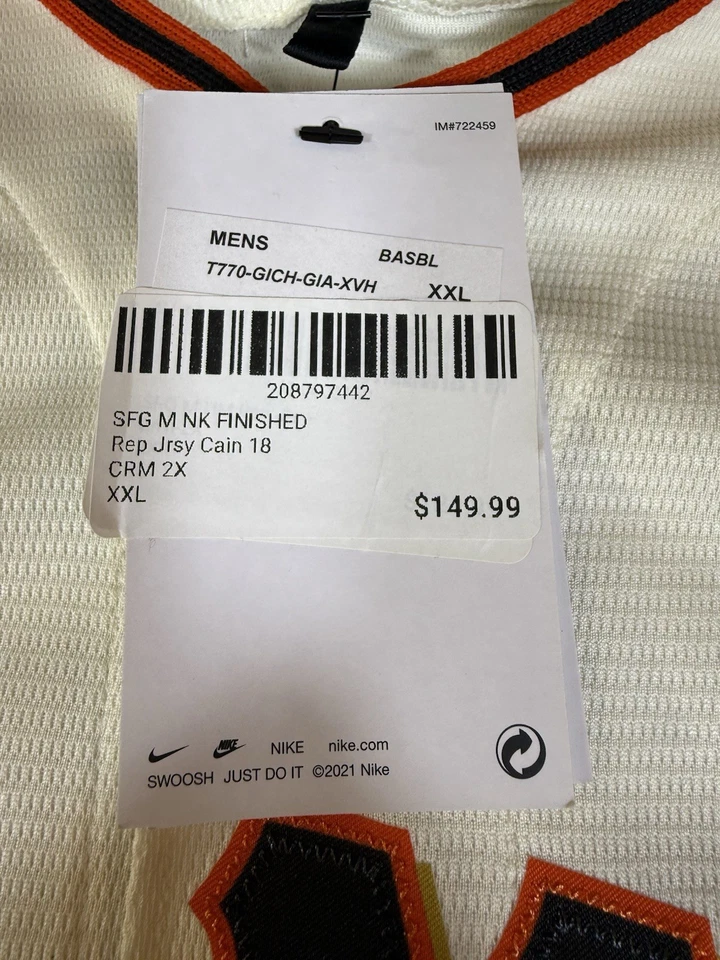 IM#722459
MENS BASBL
T770-GICH-GIA-XVH XXL
208797442
SFG M NK FINISHED
Rep Jrsy Cain 18
CRM 2X
XXL $149.99
NIKE NIKE nike.com
SWOOSH JUST DO IT ©2021 Nike